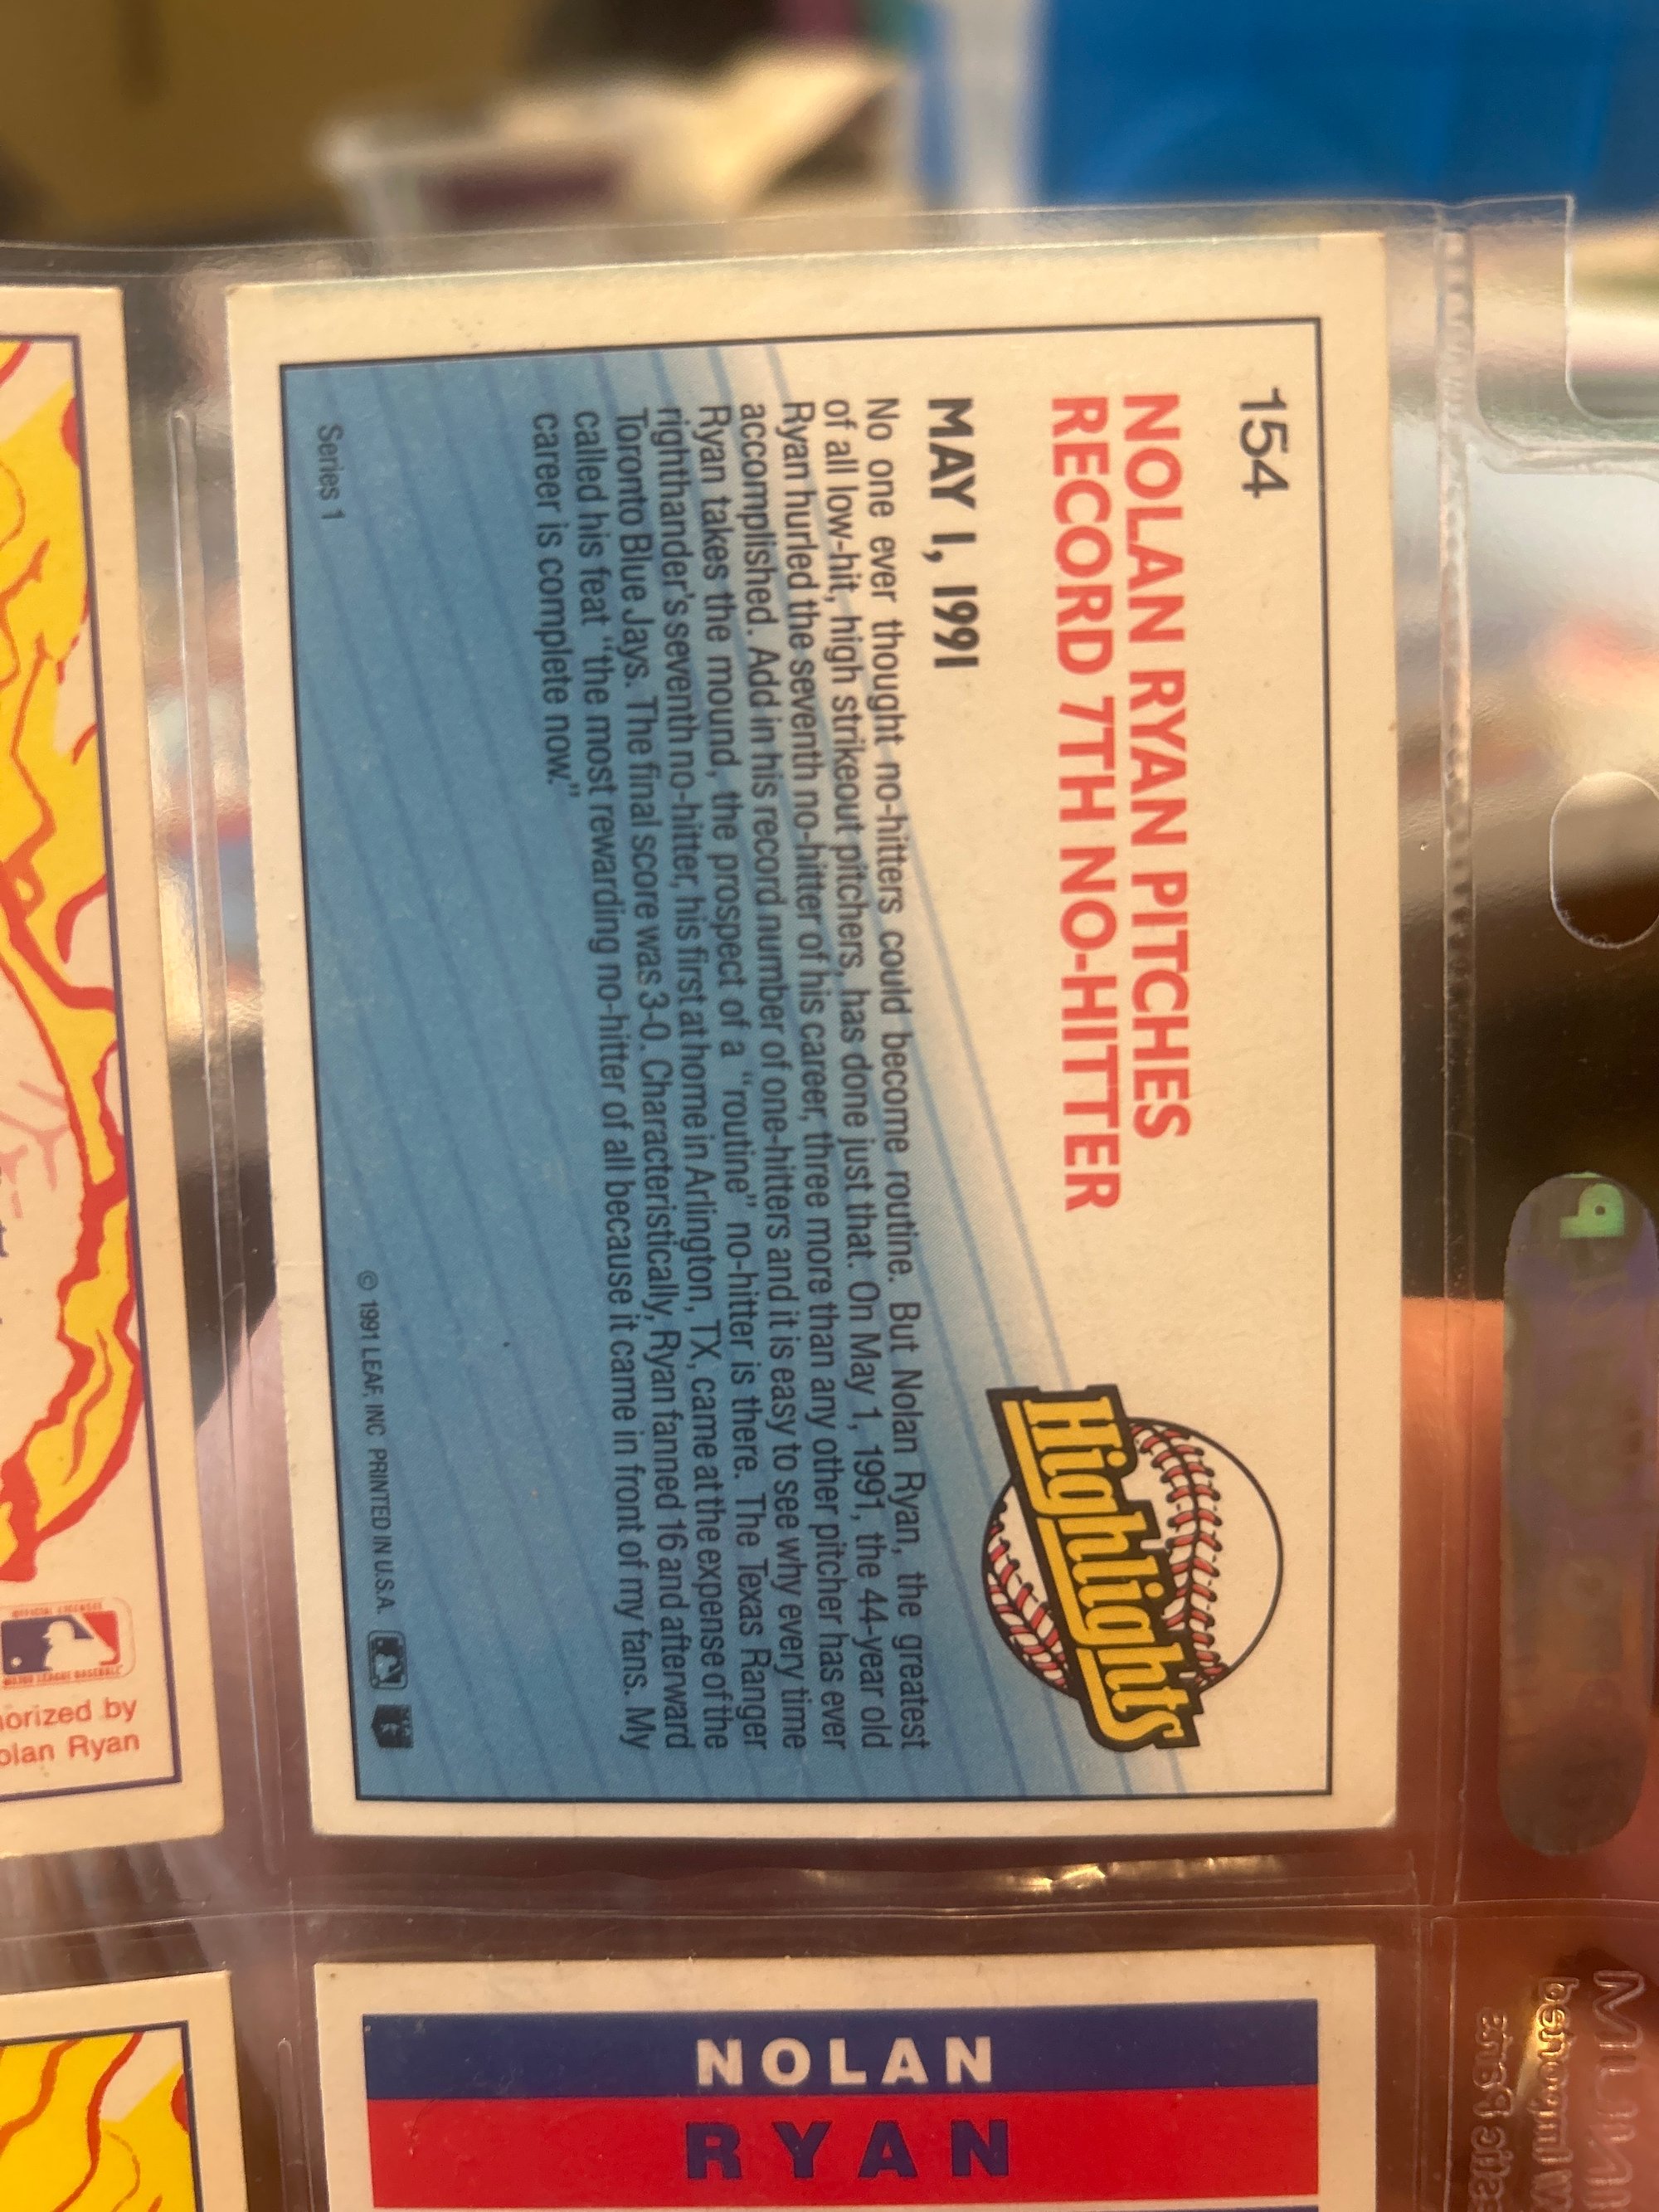 154
NOLAN RYAN PITCHES
RECORD 7TH NO-HITTER
Highlights
MAY 1, 1991
No one ever thought no-hitters could become routine. But Nolan Ryan, the greatest
of all low-hit, high strikeout pitchers, has done just that. On May 1, 1991, the 44-year old
Ryan hurled the seventh no-hitter of his career, three more than any other pitcher has ever
accomplished. Add in his record number of one-hitters and it is easy to see why every time
Ryan takes the mound, the prospect of a "routine" no-hitter is there. The Texas Ranger
righthander's seventh no-hitter, his first at home in Arlington, TX, came at the expense of the
Toronto Blue Jays. The final score was 3-0. Characteristically, Ryan fanned 16 and afterward
called his feat "the most rewarding no-hitter of all because it came in front of my fans. My
career is complete now."
Series 1
© 1991 LEAF, INC PRINTED IN U.S.A.
NOLAN
RYAN
OFFICIAL LICENSEE
MAJOR LEAGUE BASEBALL
orized by
olan Ryan